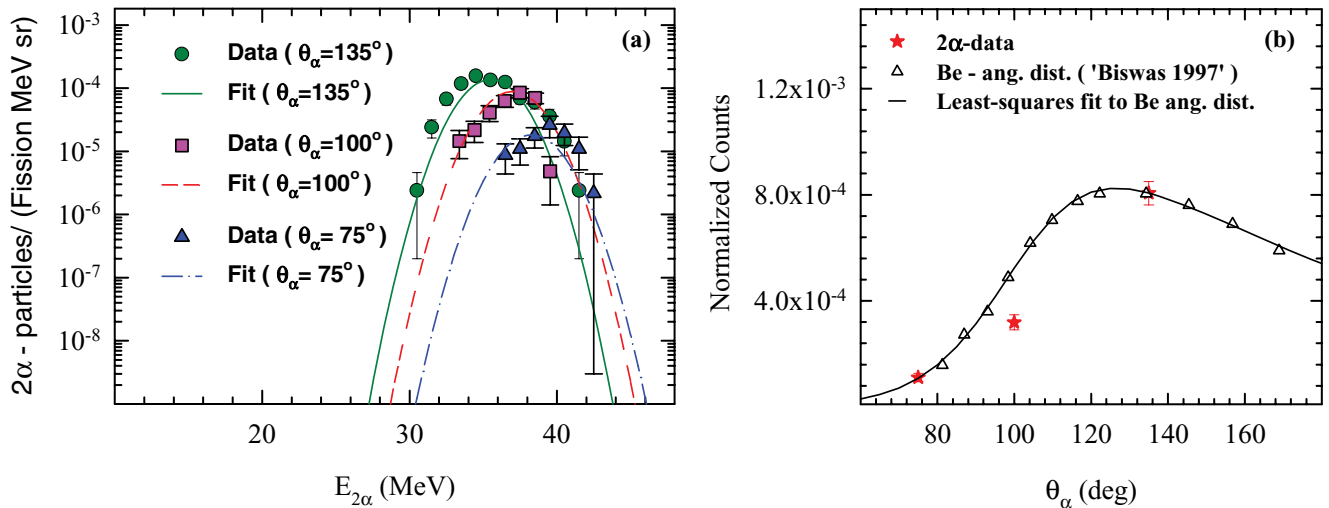 2α - particles/ (Fission MeV sr)
10⁻³
10⁻⁴
10⁻⁵
10⁻⁶
10⁻⁷
10⁻⁸
(a)
Data ( θα=135°)
Fit ( θα=135°)
Data ( θα=100°)
Fit ( θα=100°)
Data ( θα= 75°)
Fit ( θα= 75°)
20 30 40
E2α (MeV)
Normalized Counts
1.2x10⁻³
8.0x10⁻⁴
4.0x10⁻⁴
(b)
2α-data
Be - ang. dist. ( 'Biswas 1997' )
Least-squares fit to Be ang. dist.
80 100 120 140 160
θα (deg)